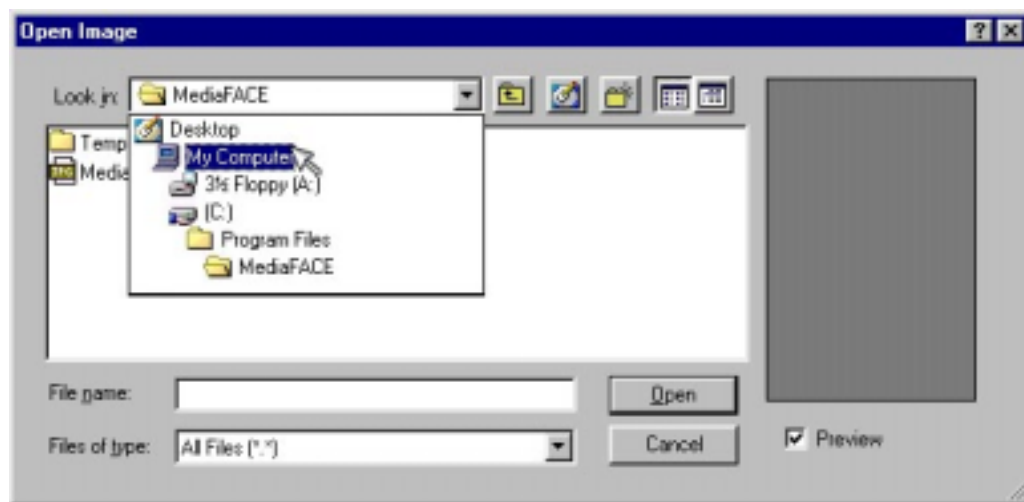 Open Image
Look in: MediaFACE
Desktop
Temp
My Computer
Media
3½ Floppy (A:)
(C:)
Program Files
MediaFACE
File name:
Open
Files of type: All Files (*.*)
Cancel
Preview